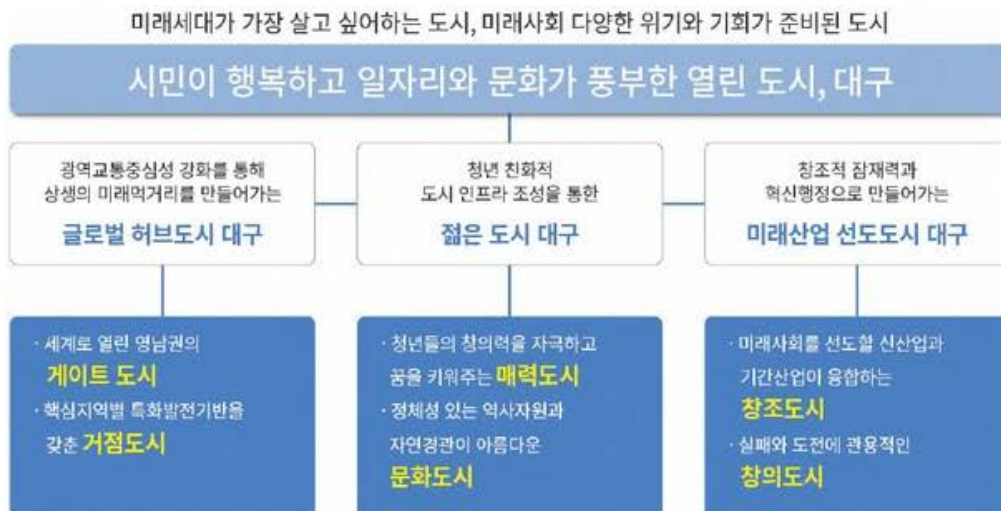 미래세대가 가장 살고 싶어하는 도시, 미래사회 다양한 위기와 기회가 준비된 도시
시민이 행복하고 일자리와 문화가 풍부한 열린 도시, 대구
광역교통중심성 강화를 통해
상생의 미래먹거리를 만들어가는
글로벌 허브도시 대구
청년 친화적
도시 인프라 조성을 통한
젊은 도시 대구
창조적 잠재력과
혁신행정으로 만들어가는
미래산업 선도도시 대구
· 세계로 열린 영남권의
게이트 도시
· 핵심지역별 특화발전기반을
갖춘 거점도시
· 청년들의 창의력을 자극하고
꿈을 키워주는 매력도시
· 정체성 있는 역사자원과
자연경관이 아름다운
문화도시
· 미래사회를 선도할 신산업과
기간산업이 융합하는
창조도시
· 실패와 도전에 관용적인
창의도시